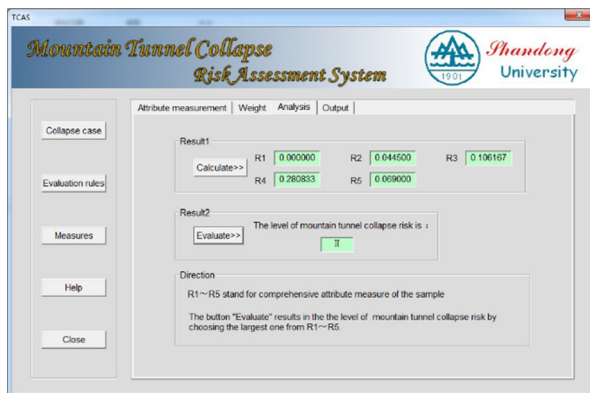 TCAS
Mountain Tunnel Collapse
Risk Assessment System
1901
Shandong
University
Collapse case
Evaluation rules
Measures
Help
Close
Attribute measurement Weight Analysis Output
Result1
Calculate>>
R1 0.000000 R2 0.044500 R3 0.106167
R4 0.280833 R5 0.069000
Result2
Evaluate>>
The level of mountain tunnel collapse risk is :
Direction
R1～R5 stand for comprehensive attribute measure of the sample
The button "Evaluate" results in the the level of mountain tunnel collapse risk by
choosing the largest one from R1～R5.